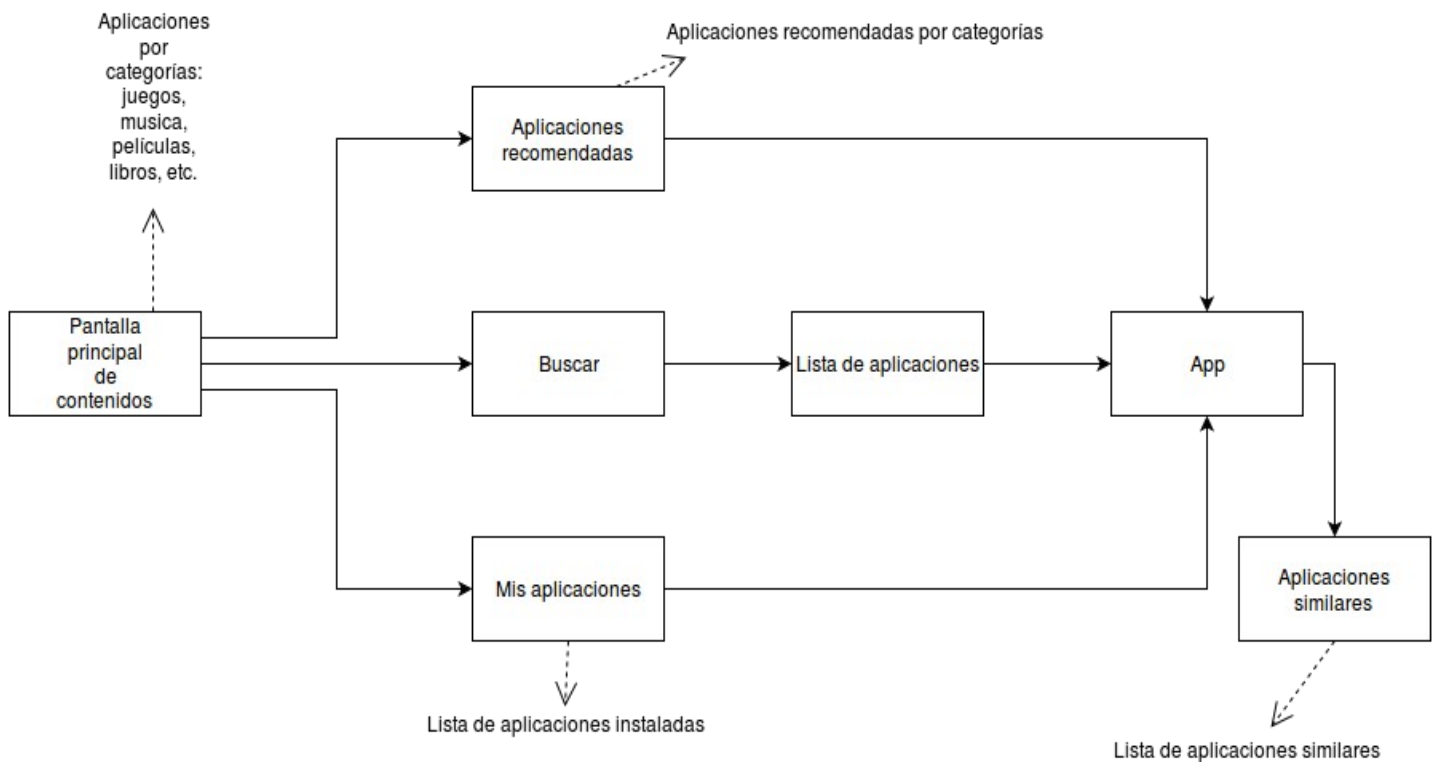 Aplicaciones
por
categorías:
juegos,
musica,
películas,
libros, etc.
Aplicaciones recomendadas por categorías
Aplicaciones
recomendadas
Pantalla
principal
de
contenidos
Buscar
Lista de aplicaciones
App
Mis aplicaciones
Aplicaciones
similares
Lista de aplicaciones instaladas
Lista de aplicaciones similares